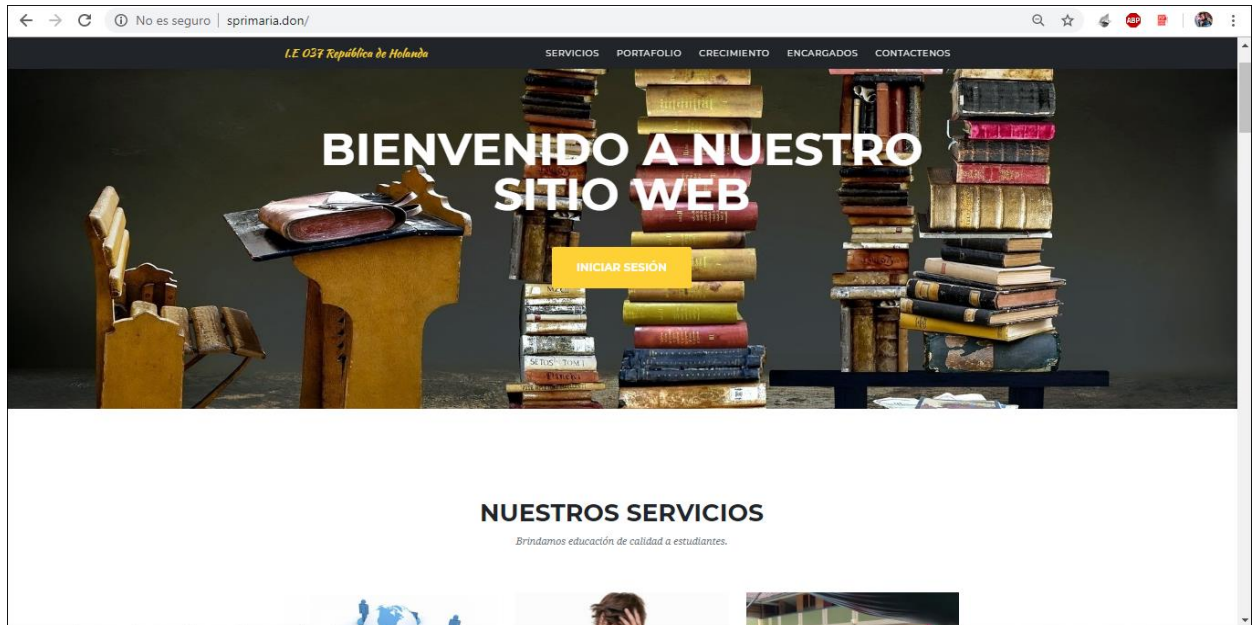 No es seguro | sprimaria.don/
ABP
I.E 037 República de Holanda
SERVICIOS PORTAFOLIO CRECIMIENTO ENCARGADOS CONTACTENOS
BIENVENIDO A NUESTRO
SITIO WEB
INICIAR SESIÓN
NUESTROS SERVICIOS
Brindamos educación de calidad a estudiantes.